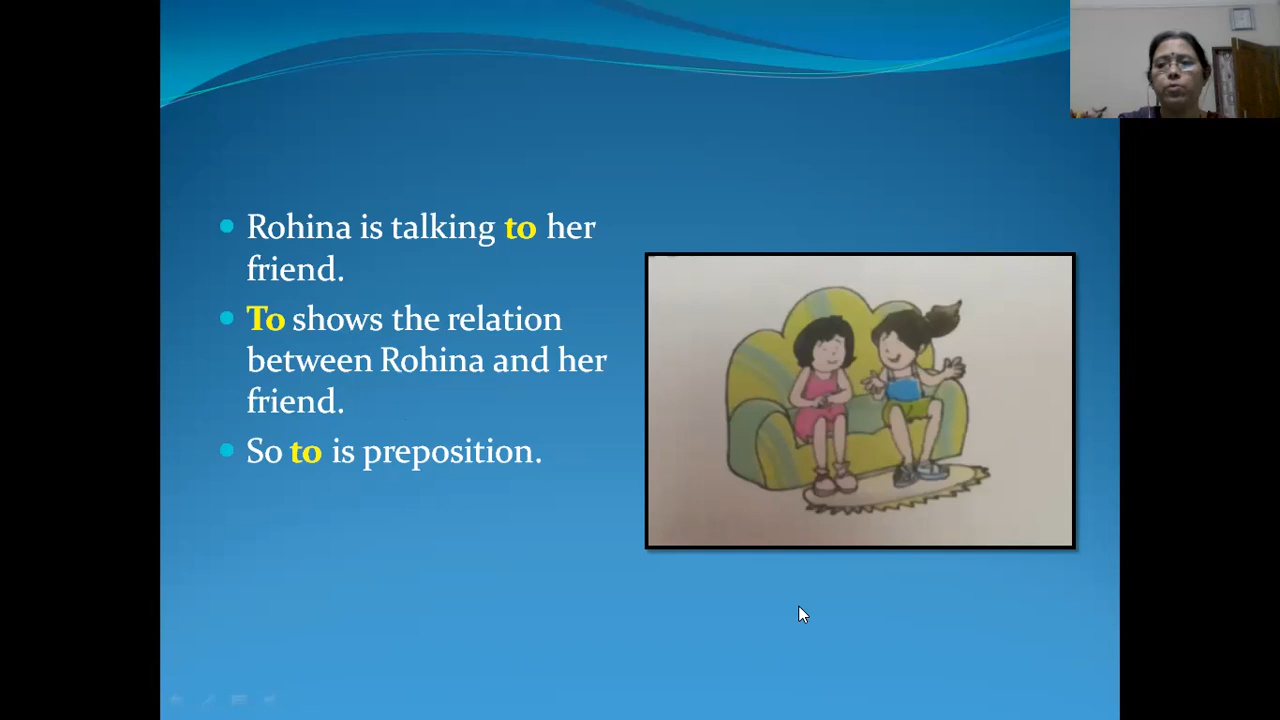 Rohina is talking to her
friend.
To shows the relation
between Rohina and her
friend.
So to is preposition.